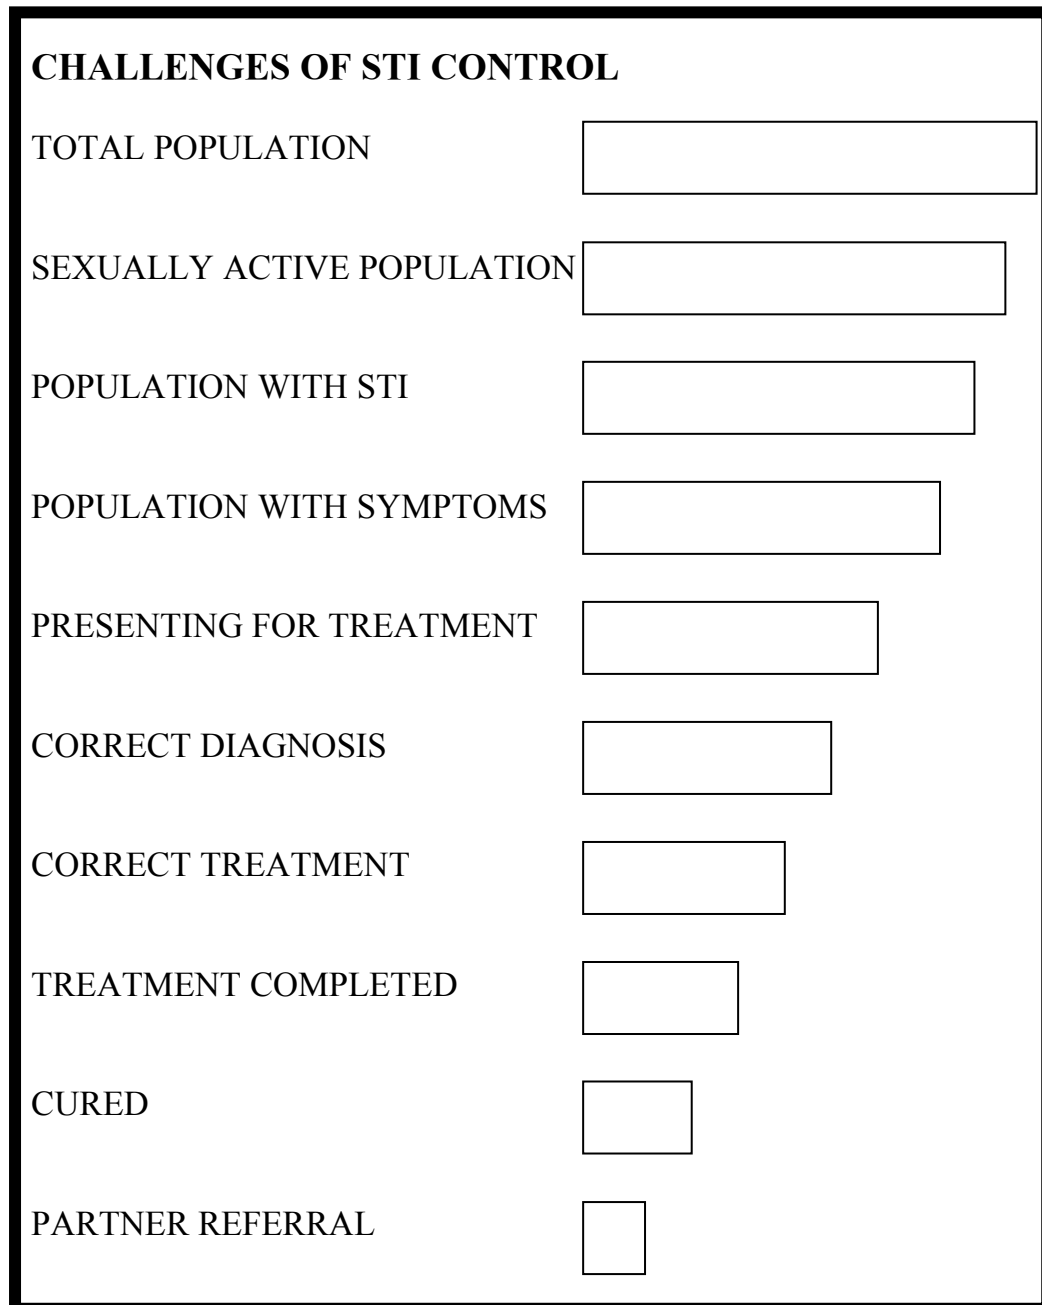 CHALLENGES OF STI CONTROL
TOTAL POPULATION
SEXUALLY ACTIVE POPULATION
POPULATION WITH STI
POPULATION WITH SYMPTOMS
PRESENTING FOR TREATMENT
CORRECT DIAGNOSIS
CORRECT TREATMENT
TREATMENT COMPLETED
CURED
PARTNER REFERRAL